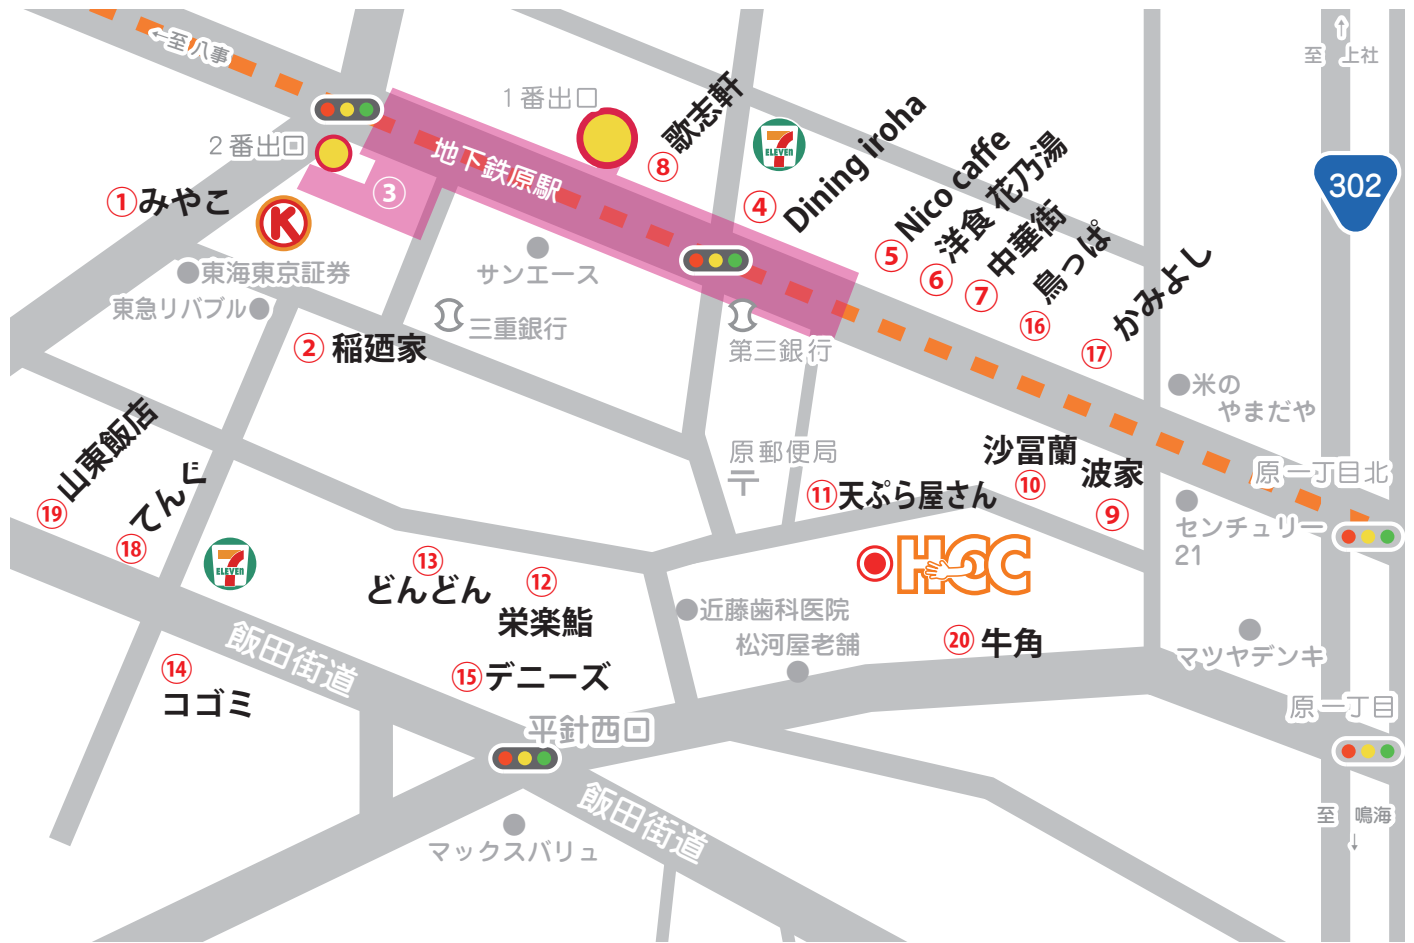 ←至 八事
1番出口
2番出口
地下鉄原駅
① みやこ
③
⑧ 歌志軒
7
ELEVEN
④ Dining iroha
⑤ Nico caffe
⑥ 洋食 花乃湯
⑦ 中華街
⑯ 鳥っぱ
⑰ かみよし
至 上社
↑
302
K
東海東京証券
東急リバブル
サンエース
三重銀行
第三銀行
② 稲廼家
米の
やまだや
原郵便局
〒
⑪ 天ぷら屋さん
沙冨蘭
⑩
波家
⑨
原一丁目北
センチュリー
21
⑲ 山東飯店
⑱ てんぐ
7
ELEVEN
⑬
どんどん
⑫
栄楽鮨
HCC
近藤歯科医院
松河屋老舗
⑳ 牛角
マツヤデンキ
飯田街道
⑭
コゴミ
⑮ デニーズ
平針西口
原一丁目
飯田街道
マックスバリュ
至 鳴海
↓